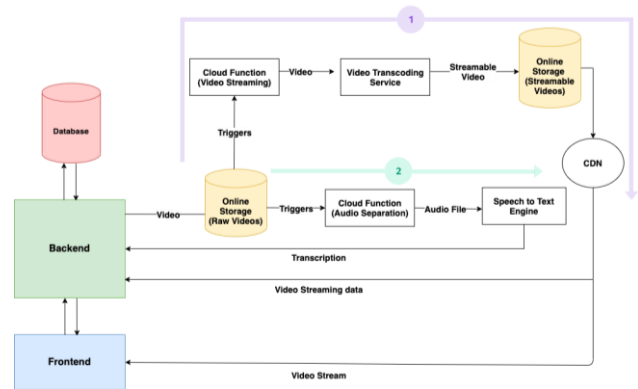 1
Cloud Function
(Video Streaming)
Video
Video Transcoding
Service
Streamable
Video
Online
Storage
(Streamable
Videos)
Database
Triggers
CDN
2
Online
Storage
(Raw Videos)
Video
Triggers
Cloud Function
(Audio Separation)
Audio File
Speech to Text
Engine
Backend
Transcription
Video Streaming data
Frontend
Video Stream